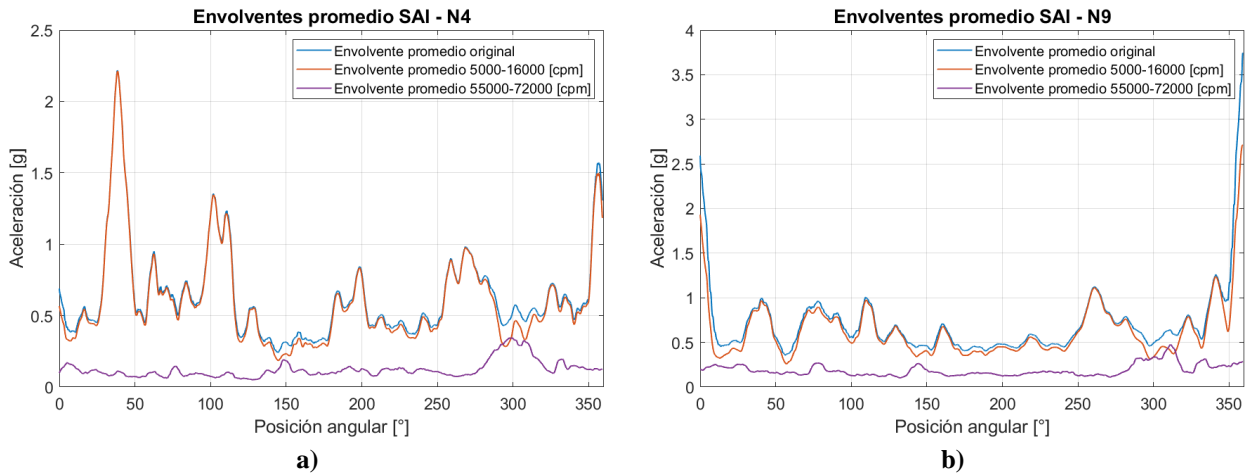 Envolventes promedio SAI - N4
2.5
2
1.5
1
0.5
0
Aceleración [g]
Envolvente promedio original
Envolvente promedio 5000-16000 [cpm]
Envolvente promedio 55000-72000 [cpm]
0 50 100 150 200 250 300 350
Posición angular [°]
a)
Envolventes promedio SAI - N9
4
3.5
3
2.5
2
1.5
1
0.5
0
Aceleración [g]
Envolvente promedio original
Envolvente promedio 5000-16000 [cpm]
Envolvente promedio 55000-72000 [cpm]
0 50 100 150 200 250 300 350
Posición angular [°]
b)